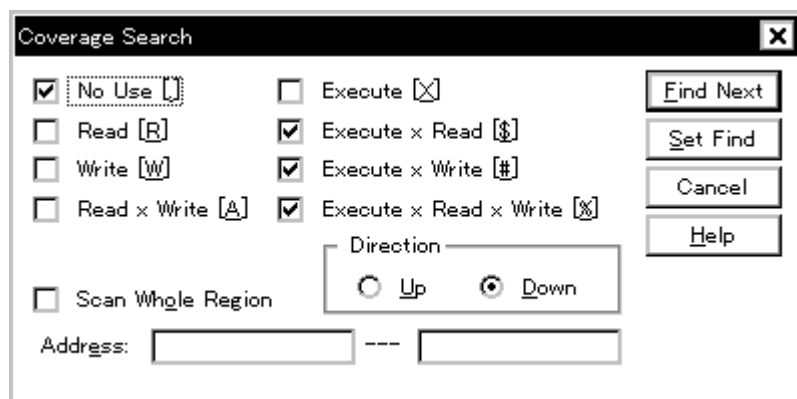 Coverage Search
No Use [] Execute [X] Find Next
Read [R] Execute x Read [$] Set Find
Write [W] Execute x Write [#] Cancel
Read x Write [A] Execute x Read x Write [%] Help
Direction
Scan Whole Region Up Down
Address: ---